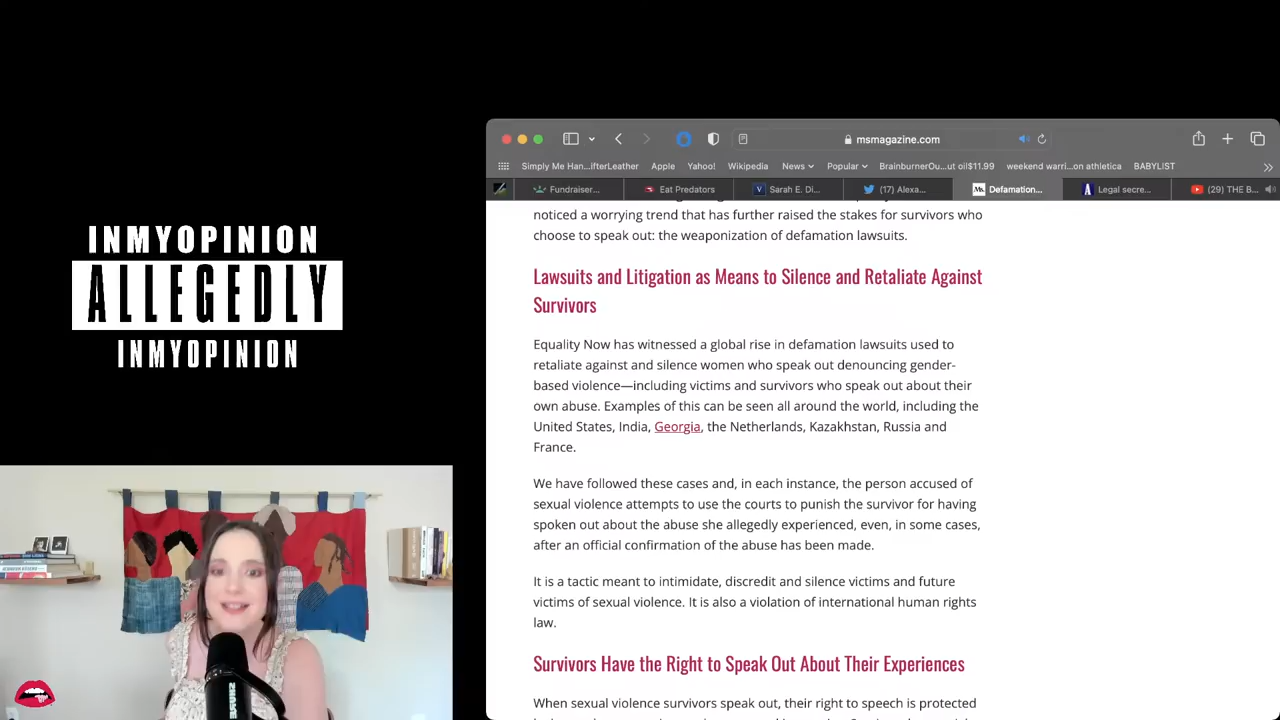 INMYOPINION
ALLEGEDLY
INMYOPINION
msmagazine.com
Simply Me Han...ifterLeather Apple Yahoo! Wikipedia News Popular BrainburnerOu...ut oil$11.99 weekend warri...on athletica BABYLIST
Fundraiser... Eat Predators Sarah E. Di... (17) Alexa... Defamation... Legal secre... (29) THE B...
noticed a worrying trend that has further raised the stakes for survivors who
choose to speak out: the weaponization of defamation lawsuits.
Lawsuits and Litigation as Means to Silence and Retaliate Against
Survivors
Equality Now has witnessed a global rise in defamation lawsuits used to
retaliate against and silence women who speak out denouncing gender-
based violence—including victims and survivors who speak out about their
own abuse. Examples of this can be seen all around the world, including the
United States, India, Georgia, the Netherlands, Kazakhstan, Russia and
France.
We have followed these cases and, in each instance, the person accused of
sexual violence attempts to use the courts to punish the survivor for having
spoken out about the abuse she allegedly experienced, even, in some cases,
after an official confirmation of the abuse has been made.
It is a tactic meant to intimidate, discredit and silence victims and future
victims of sexual violence. It is also a violation of international human rights
law.
Survivors Have the Right to Speak Out About Their Experiences
When sexual violence survivors speak out, their right to speech is protected